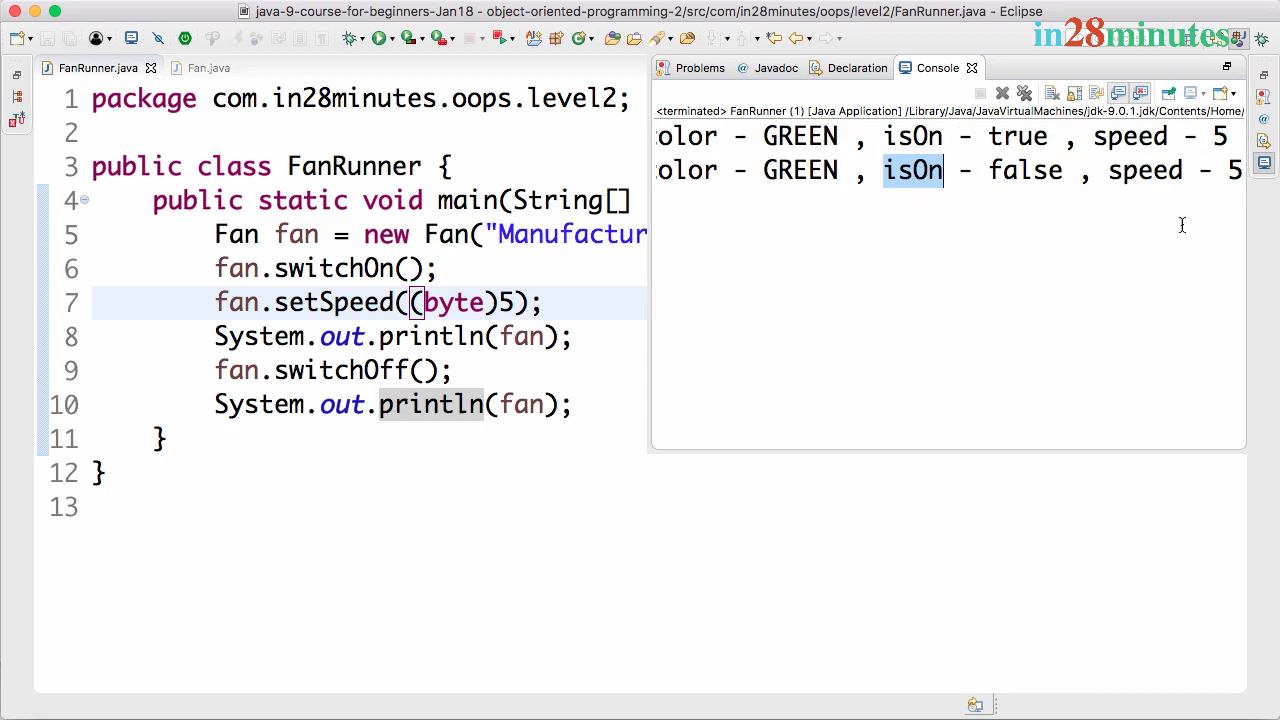 java-9-course-for-beginners-Jan18 - object-oriented-programming-2/src/com/in28minutes/oops/level2/FanRunner.java - Eclipse
in28minutes
FanRunner.java
Fan.java
Problems
@ Javadoc
Declaration
Console
<terminated> FanRunner (1) [Java Application] /Library/Java/JavaVirtualMachines/jdk-9.0.1.jdk/Contents/Home/
color - GREEN , isOn - true , speed - 5
color - GREEN , isOn - false , speed - 5
1 package com.in28minutes.oops.level2;
2
3 public class FanRunner {
4 public static void main(String[]
5 Fan fan = new Fan("Manufactur
6 fan.switchOn();
7 fan.setSpeed((byte)5);
8 System.out.println(fan);
9 fan.switchOff();
10 System.out.println(fan);
11 }
12 }
13